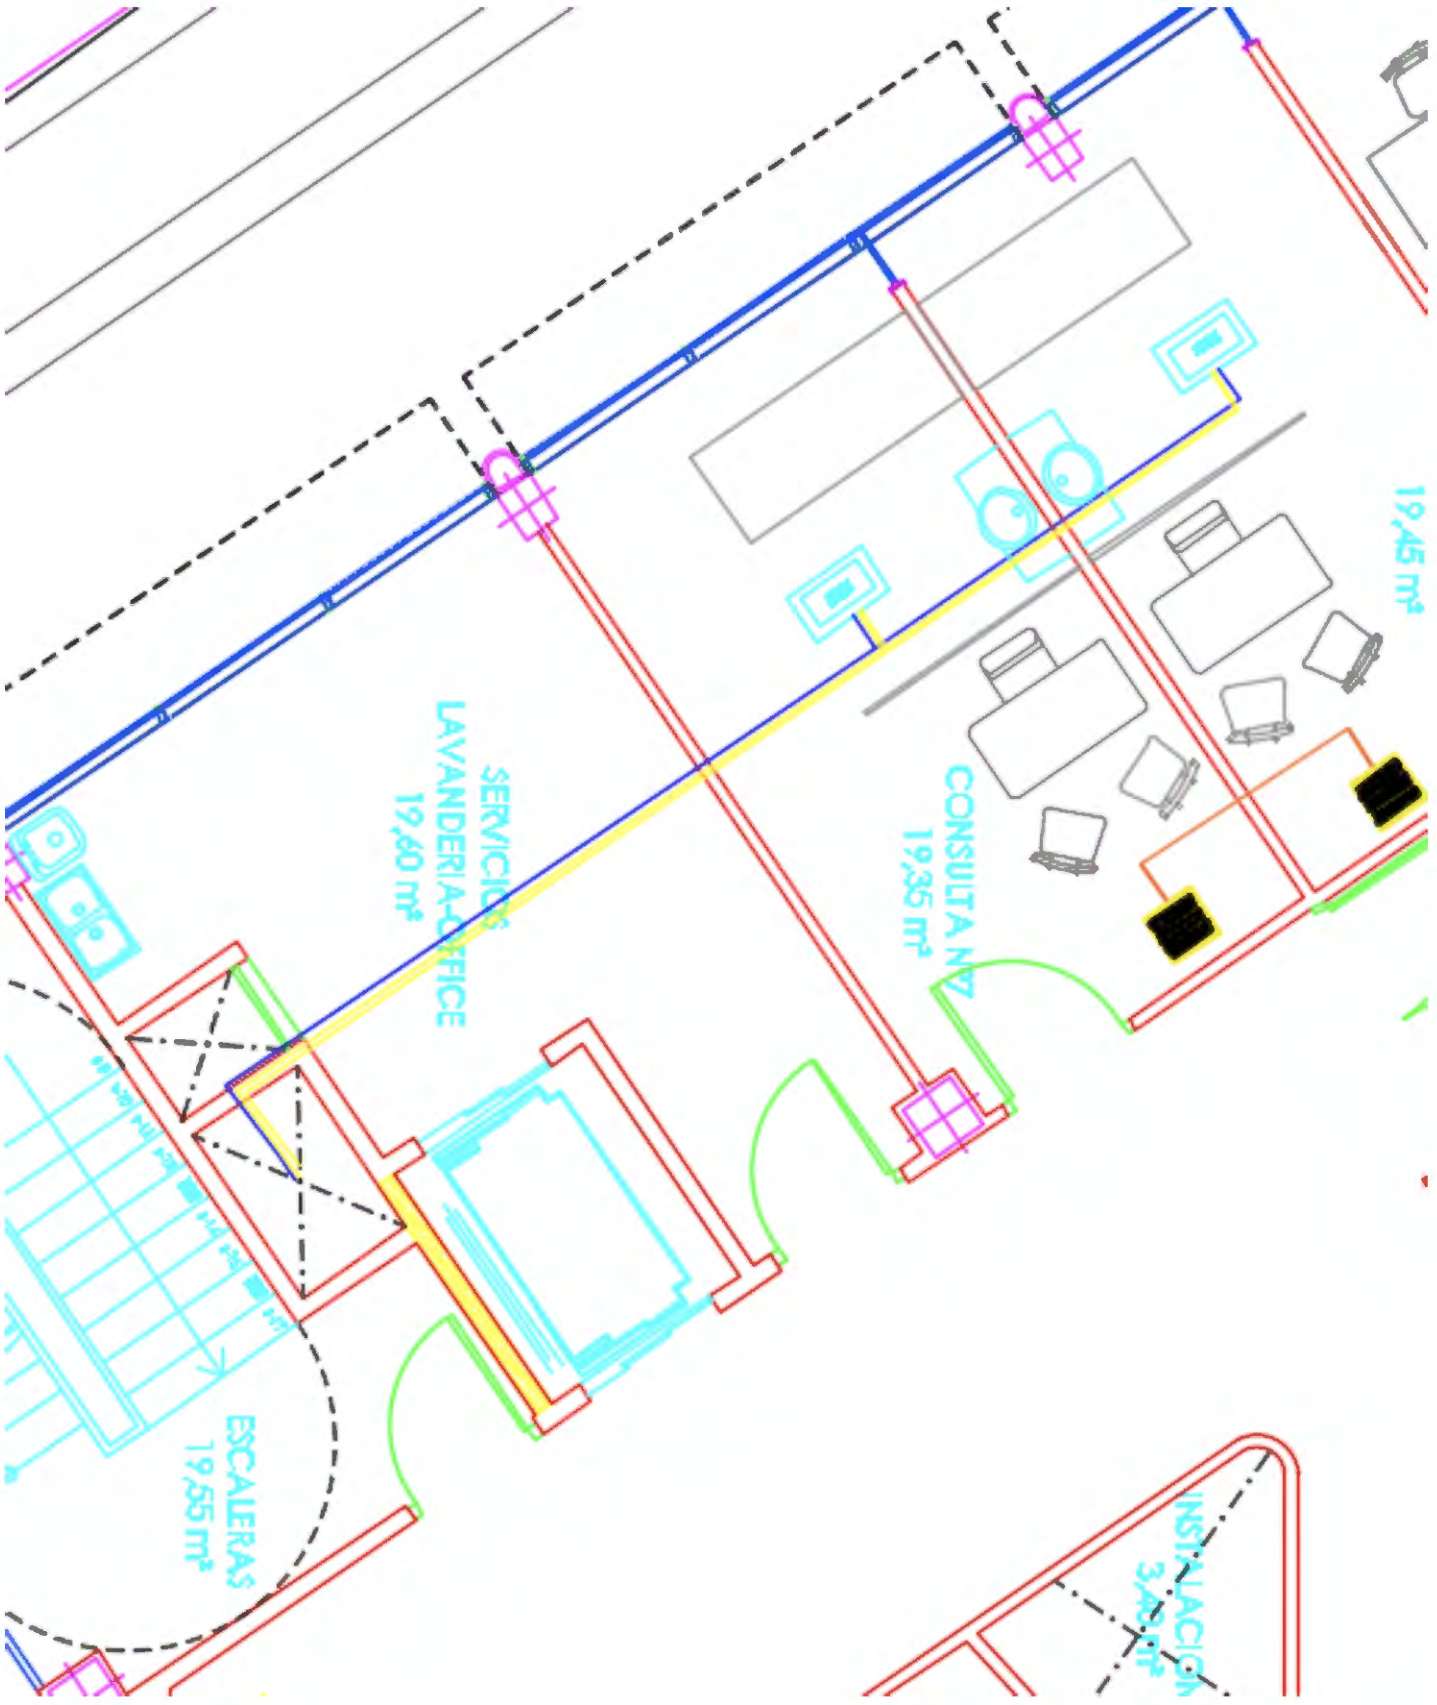 19,45 m²
SERVICIOS
LAVANDERIA-OFFICE
19,60 m²
CONSULTA Nº7
19,35 m²
ESCALERAS
19,55 m²
INSTALACION
3,40 m²